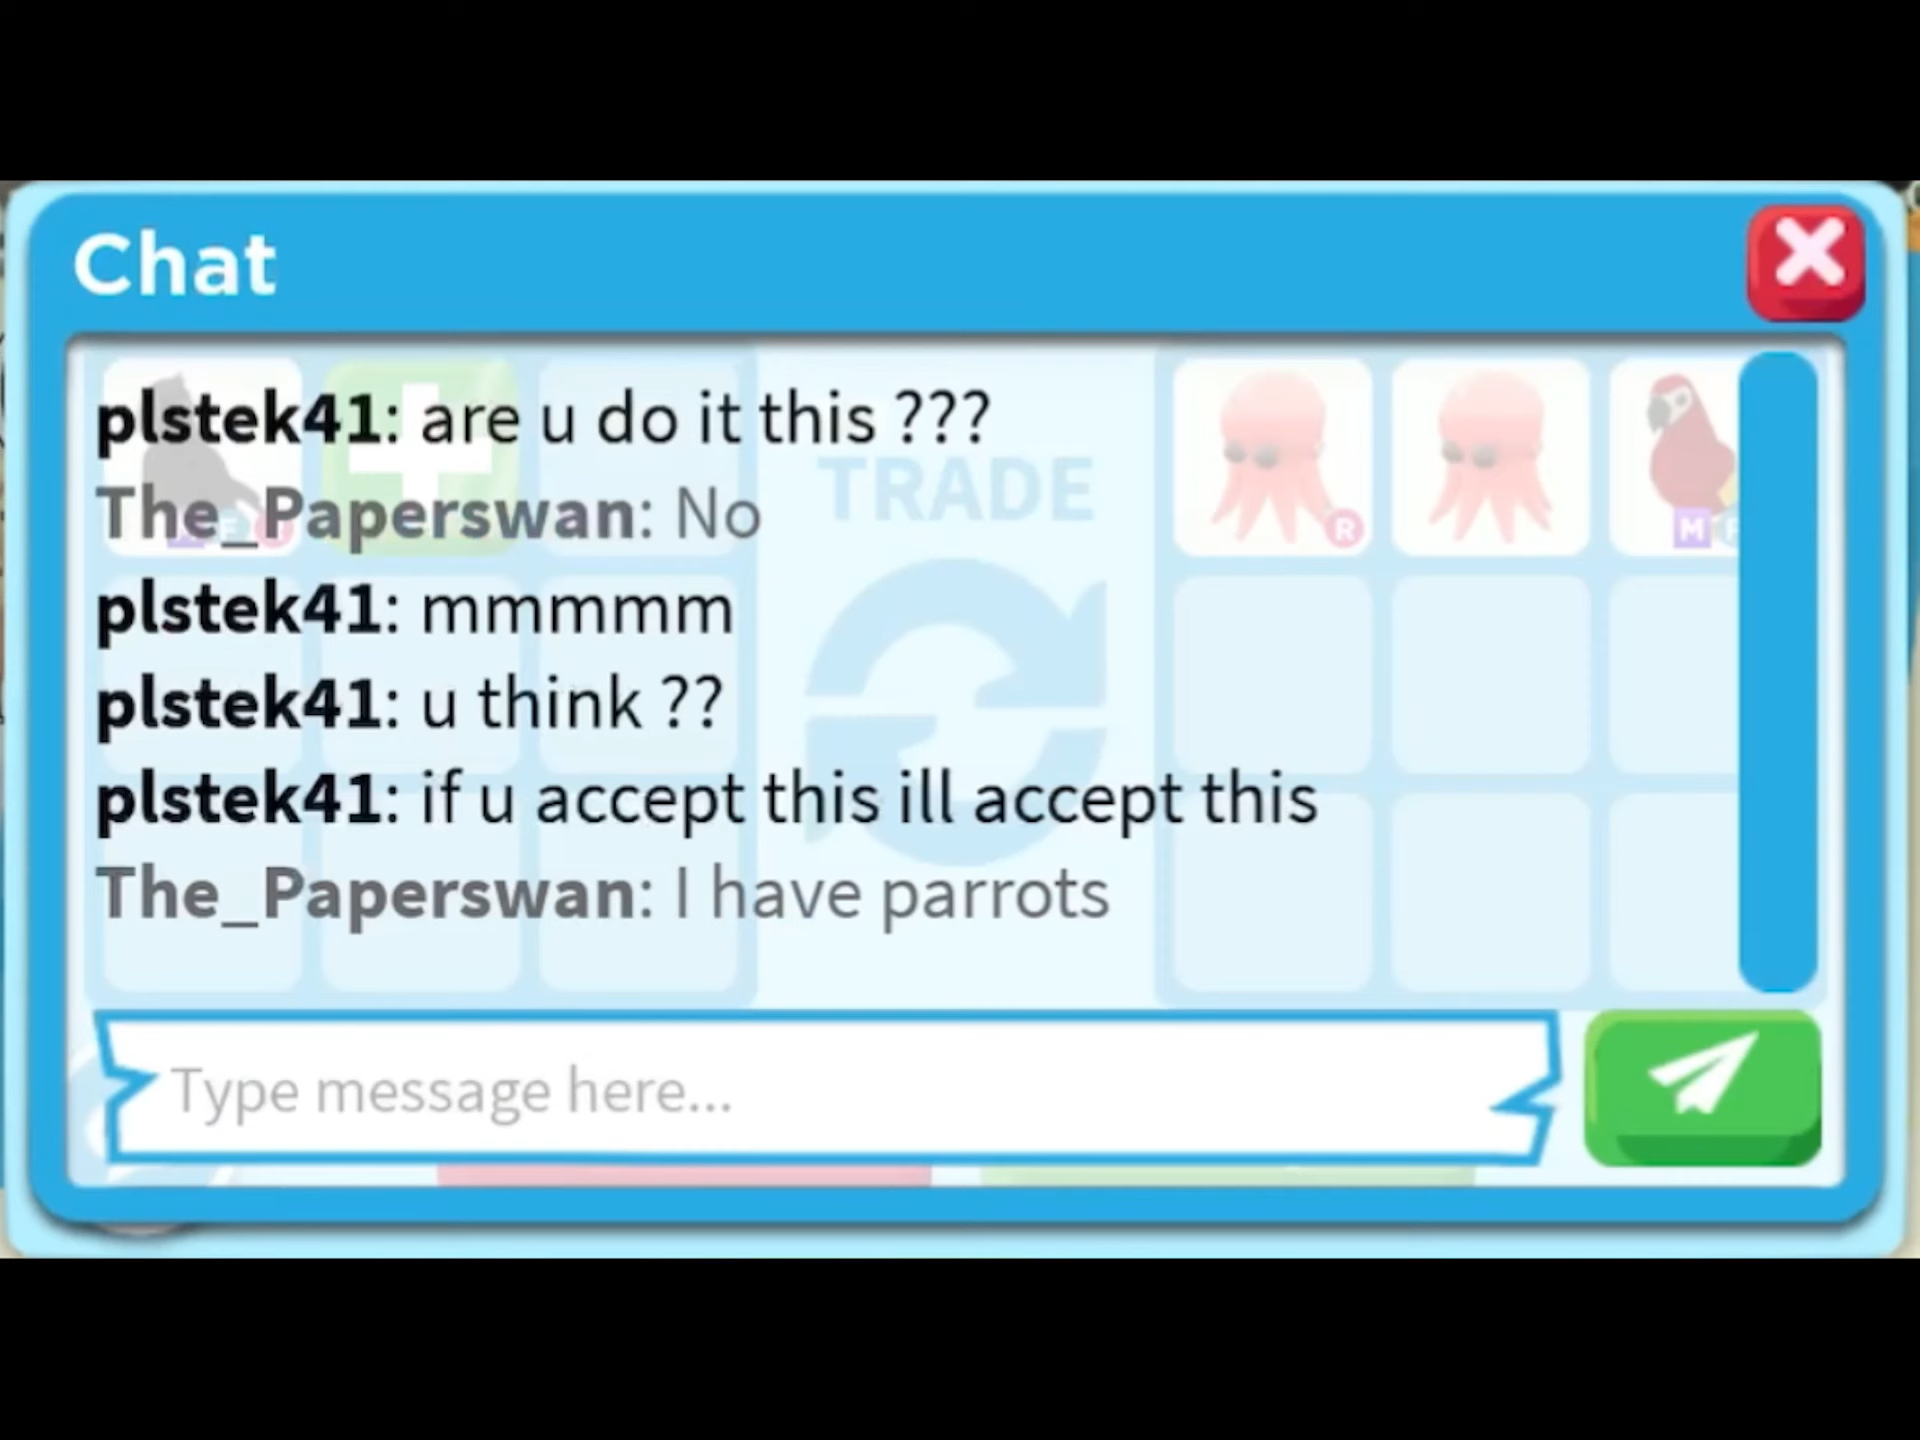 Chat
plstek41: are u do it this ???
The_Paperswan: No
TRADE
R
M
plstek41: mmmmm
plstek41: u think ??
plstek41: if u accept this ill accept this
The_Paperswan: I have parrots
Type message here...